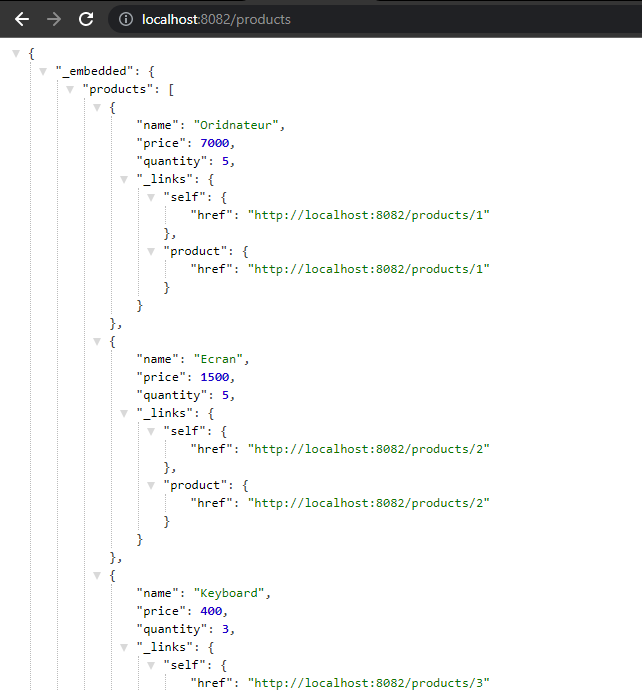 localhost:8082/products
{
"_embedded": {
"products": [
{
"name": "Oridnateur",
"price": 7000,
"quantity": 5,
"_links": {
"self": {
"href": "http://localhost:8082/products/1"
},
"product": {
"href": "http://localhost:8082/products/1"
}
}
},
{
"name": "Ecran",
"price": 1500,
"quantity": 5,
"_links": {
"self": {
"href": "http://localhost:8082/products/2"
},
"product": {
"href": "http://localhost:8082/products/2"
}
}
},
{
"name": "Keyboard",
"price": 400,
"quantity": 3,
"_links": {
"self": {
"href": "http://localhost:8082/products/3"